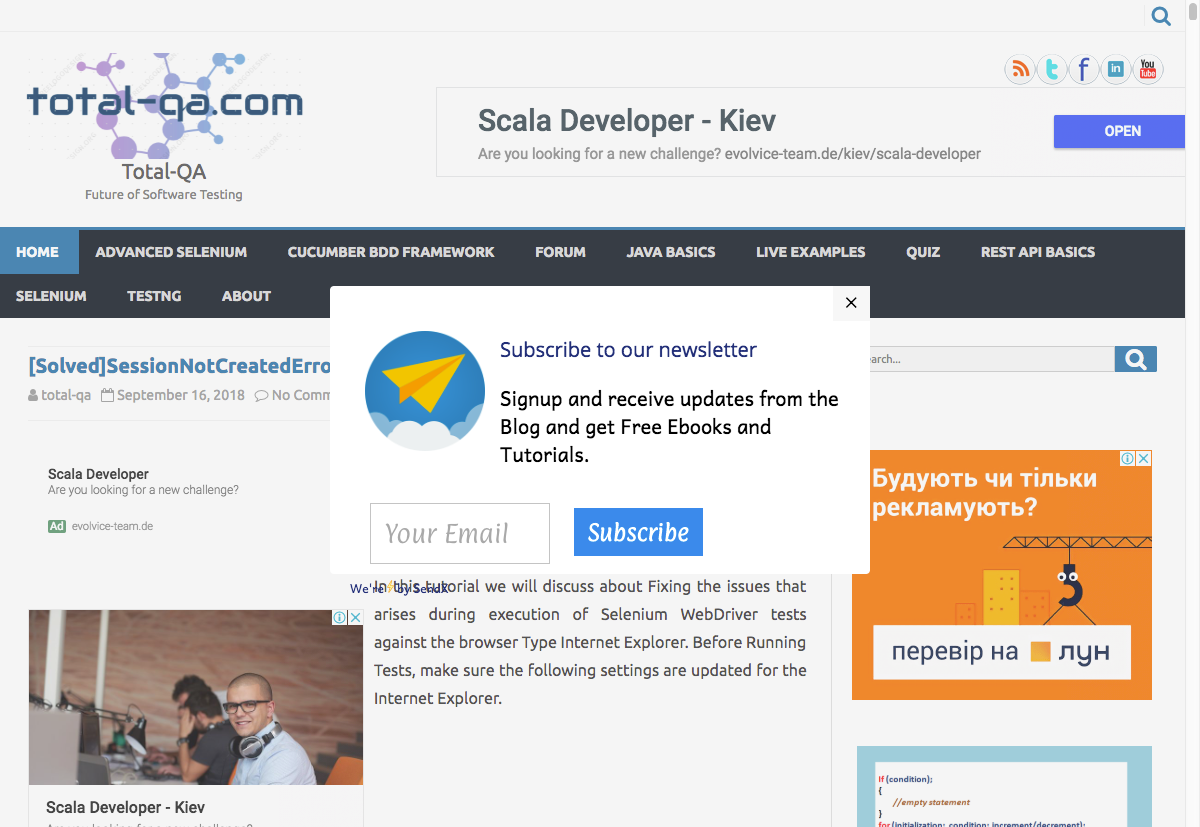 total-qa.com
Total-QA
Future of Software Testing
You
Tube
Scala Developer - Kiev
Are you looking for a new challenge? evolvice-team.de/kiev/scala-developer
OPEN
HOME
ADVANCED SELENIUM
CUCUMBER BDD FRAMEWORK
FORUM
JAVA BASICS
LIVE EXAMPLES
QUIZ
REST API BASICS
SELENIUM
TESTNG
ABOUT
[Solved]SessionNotCreatedErro
total-qa September 16, 2018 No Comm
Subscribe to our newsletter
Signup and receive updates from the
Blog and get Free Ebooks and
Tutorials.
Your Email
Subscribe
We're by SendX
Scala Developer
Are you looking for a new challenge?
Ad evolvice-team.de
In this tutorial we will discuss about Fixing the issues that
arises during execution of Selenium WebDriver tests
against the browser Type Internet Explorer. Before Running
Tests, make sure the following settings are updated for the
Internet Explorer.
Scala Developer - Kiev
earch...
Будують чи тільки
рекламують?
перевір на лун
If (condition);
{
//empty statement
}
for (initialization; condition; increment/decrement);